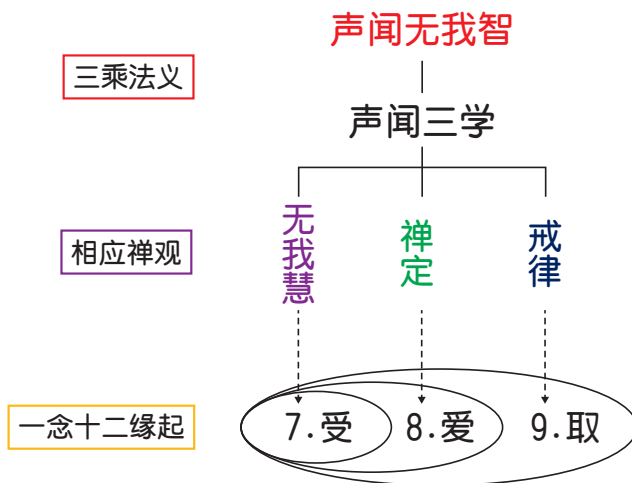 声闻无我智
三乘法义
声闻三学
无我慧
禅定
戒律
相应禅观
一念十二缘起
7.受
8.爱
9.取